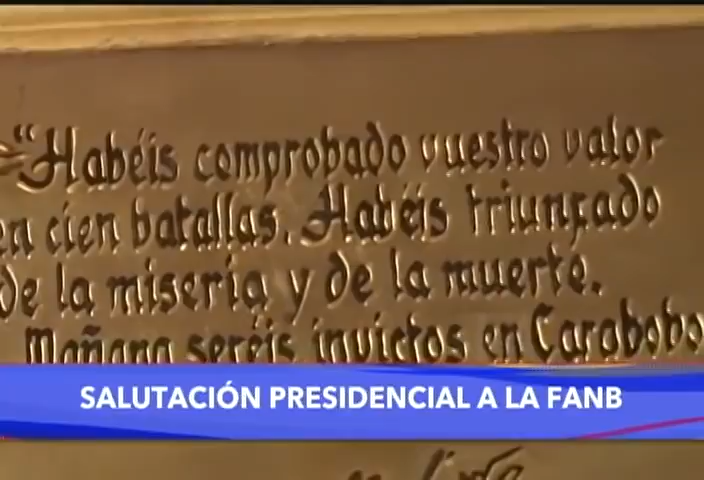 “Habéis comprobado vuestro valor
en cien batallas. Habéis triunfado
de la miseria y de la muerte.
Mañana seréis invictos en Carabobo
SALUTACIÓN PRESIDENCIAL A LA FANB